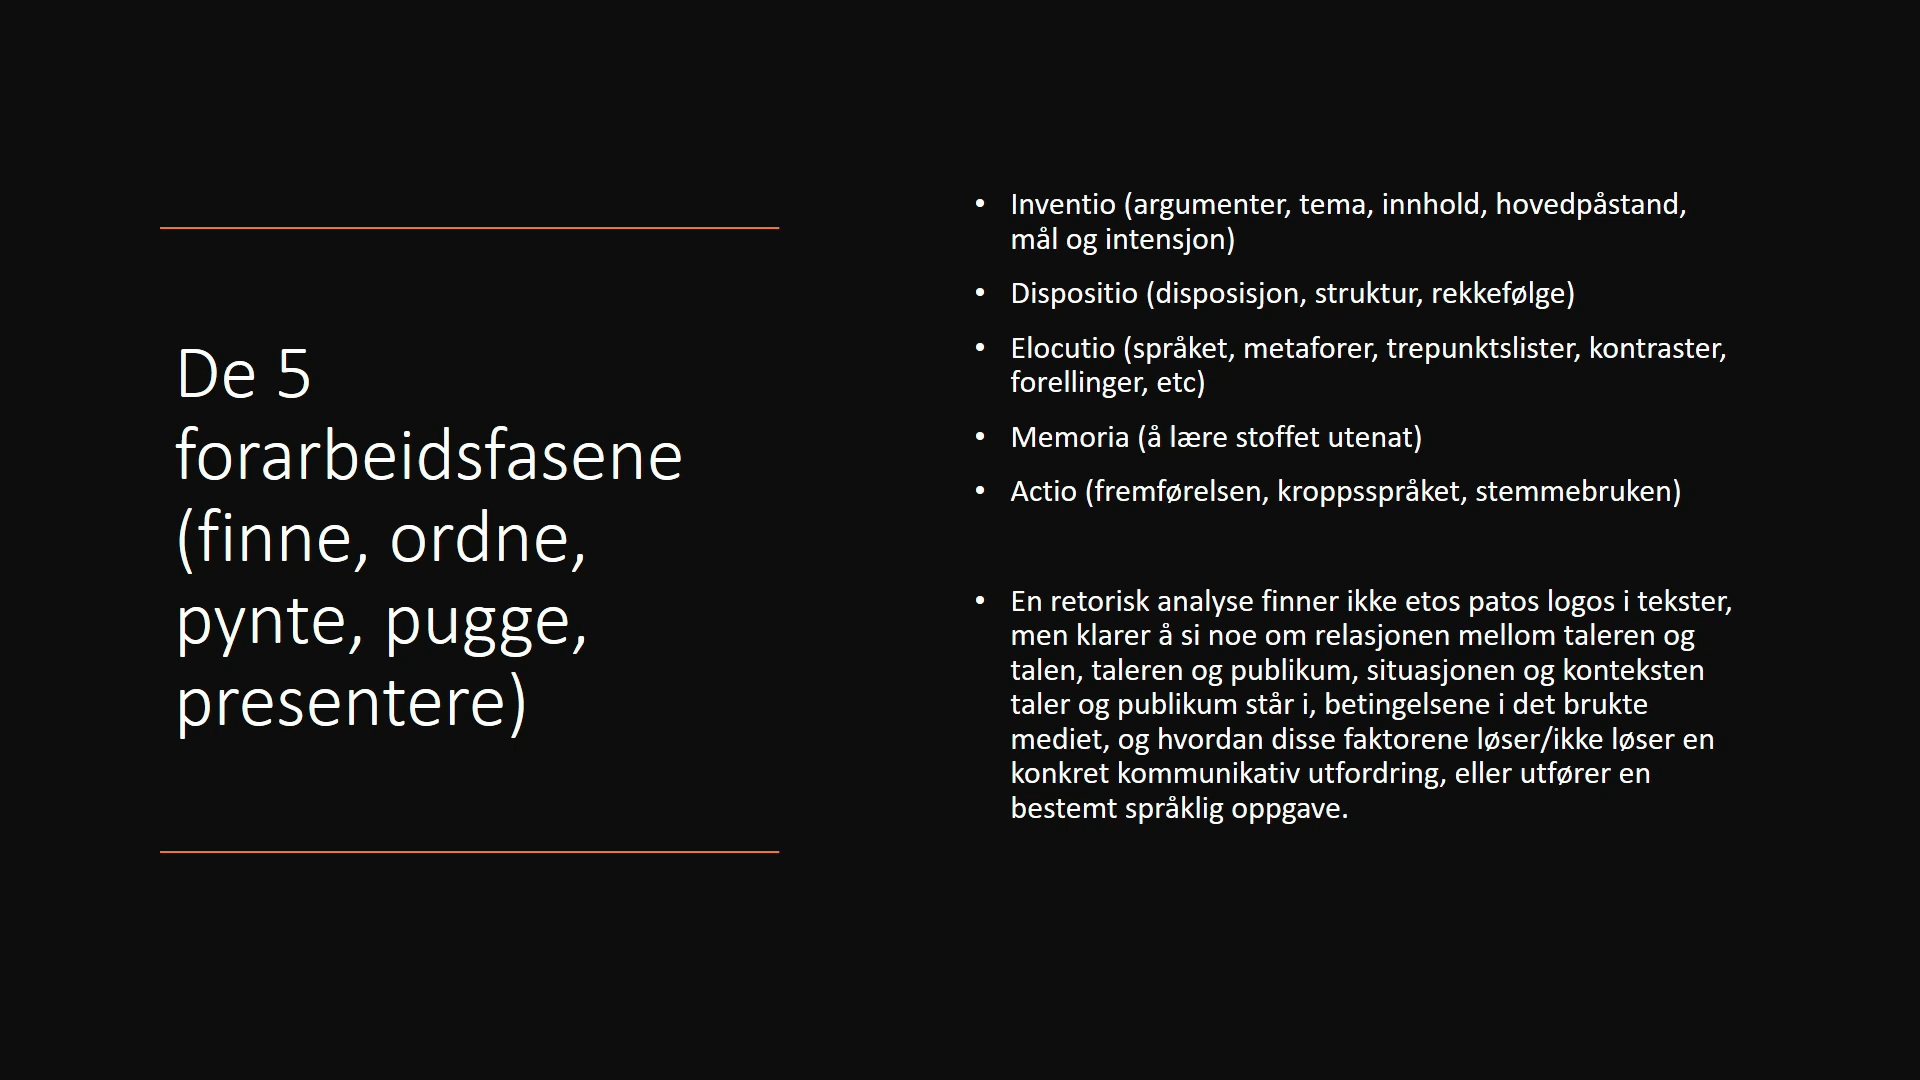 De 5
forarbeidsfasene
(finne, ordne,
pynte, pugge,
presentere)
• Inventio (argumenter, tema, innhold, hovedpåstand,
mål og intensjon)
• Dispositio (disposisjon, struktur, rekkefølge)
• Elocutio (språket, metaforer, trepunktslister, kontraster,
forellinger, etc)
• Memoria (å lære stoffet utenat)
• Actio (fremførelsen, kroppsspråket, stemmebruken)
• En retorisk analyse finner ikke etos patos logos i tekster,
men klarer å si noe om relasjonen mellom taleren og
talen, taleren og publikum, situasjonen og konteksten
taler og publikum står i, betingelsene i det brukte
mediet, og hvordan disse faktorene løser/ikke løser en
konkret kommunikativ utfordring, eller utfører en
bestemt språklig oppgave.